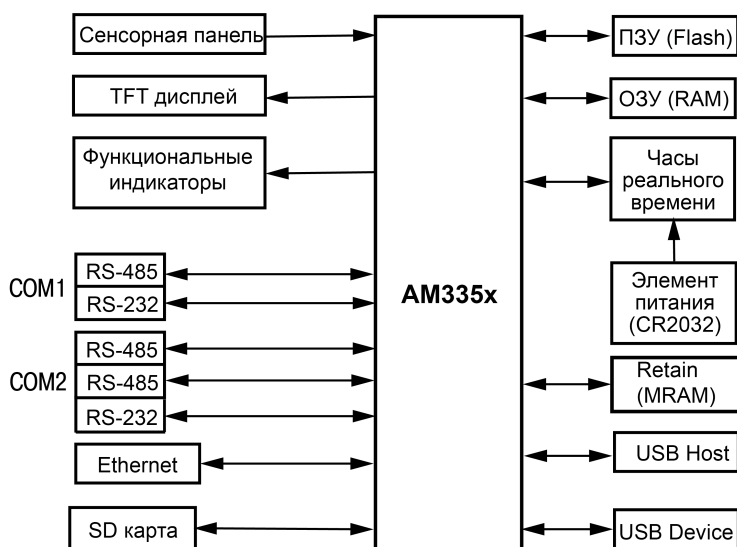 Сенсорная панель
TFT дисплей
Функциональные
индикаторы
COM1
RS-485
RS-232
COM2
RS-485
RS-485
RS-232
Ethernet
SD карта
AM335x
ПЗУ (Flash)
ОЗУ (RAM)
Часы
реального
времени
Элемент
питания
(CR2032)
Retain
(MRAM)
USB Host
USB Device